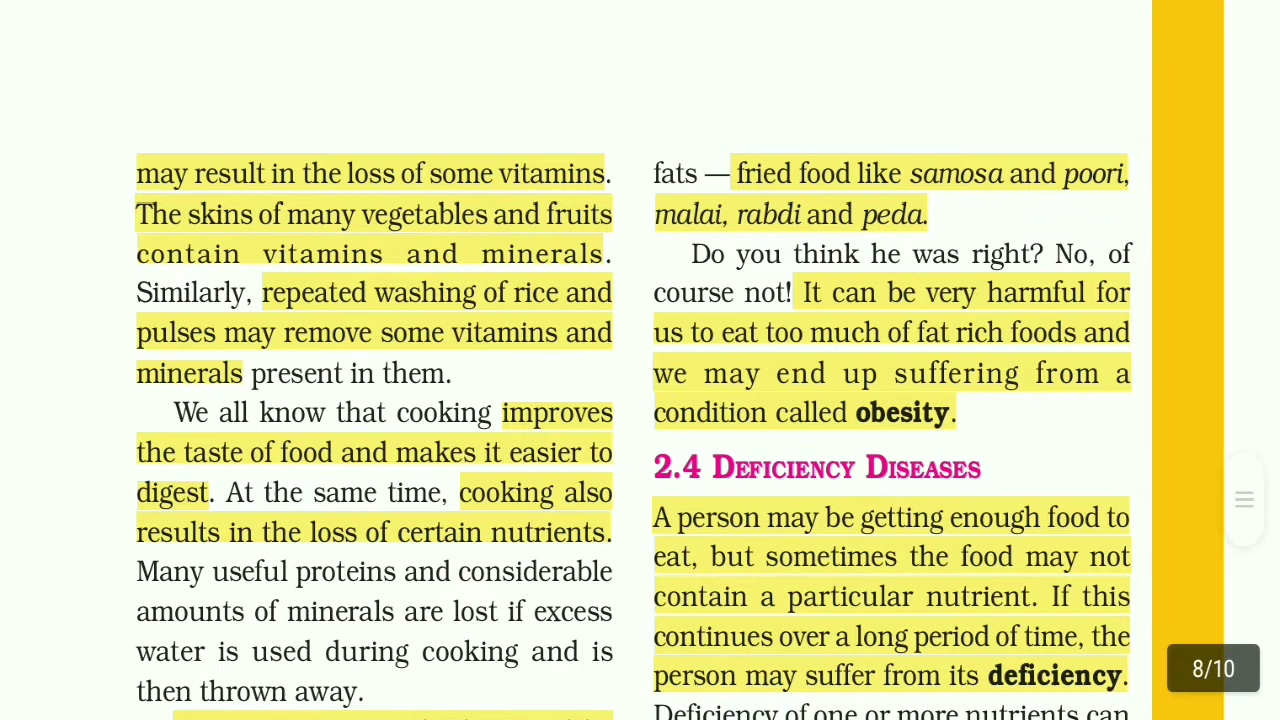 may result in the loss of some vitamins.
The skins of many vegetables and fruits
contain vitamins and minerals.
Similarly, repeated washing of rice and
pulses may remove some vitamins and
minerals present in them.
We all know that cooking improves
the taste of food and makes it easier to
digest. At the same time, cooking also
results in the loss of certain nutrients.
Many useful proteins and considerable
amounts of minerals are lost if excess
water is used during cooking and is
then thrown away.
fats — fried food like samosa and poori,
malai, rabdi and peda.
Do you think he was right? No, of
course not! It can be very harmful for
us to eat too much of fat rich foods and
we may end up suffering from a
condition called obesity.
2.4 DEFICIENCY DISEASES
A person may be getting enough food to
eat, but sometimes the food may not
contain a particular nutrient. If this
continues over a long period of time, the
person may suffer from its deficiency.
Deficiency of one or more nutrients can
8/10